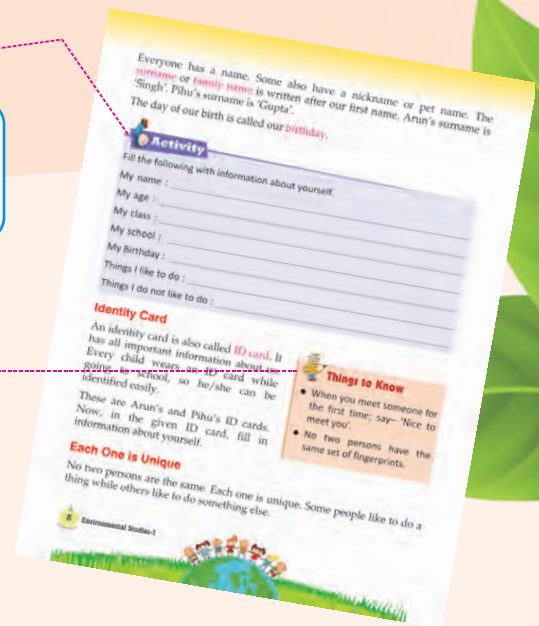 Everyone has a name. Some also have a nickname or pet name. The
surname or family name is written after our first name. Arun's surname is
'Singh'. Pihu's surname is 'Gupta'.
The day of our birth is called our birthday.
Activity
Fill the following with information about yourself.
My name :
My age :
My class :
My school :
My Birthday :
Things I like to do :
Things I do not like to do :
Identity Card
An identity card is also called ID card. It
has all important information about us.
Every child wears an ID card while
going to school, so he/she can be
identified easily.
These are Arun's and Pihu's ID cards.
Now, in the given ID card, fill in
information about yourself.
Things to Know
• When you meet someone for
the first time; say– 'Nice to
meet you'.
• No two persons have the
same set of fingerprints.
Each One is Unique
No two persons are the same. Each one is unique. Some people like to do a
thing while others like to do something else.
8 Environmental Studies-1